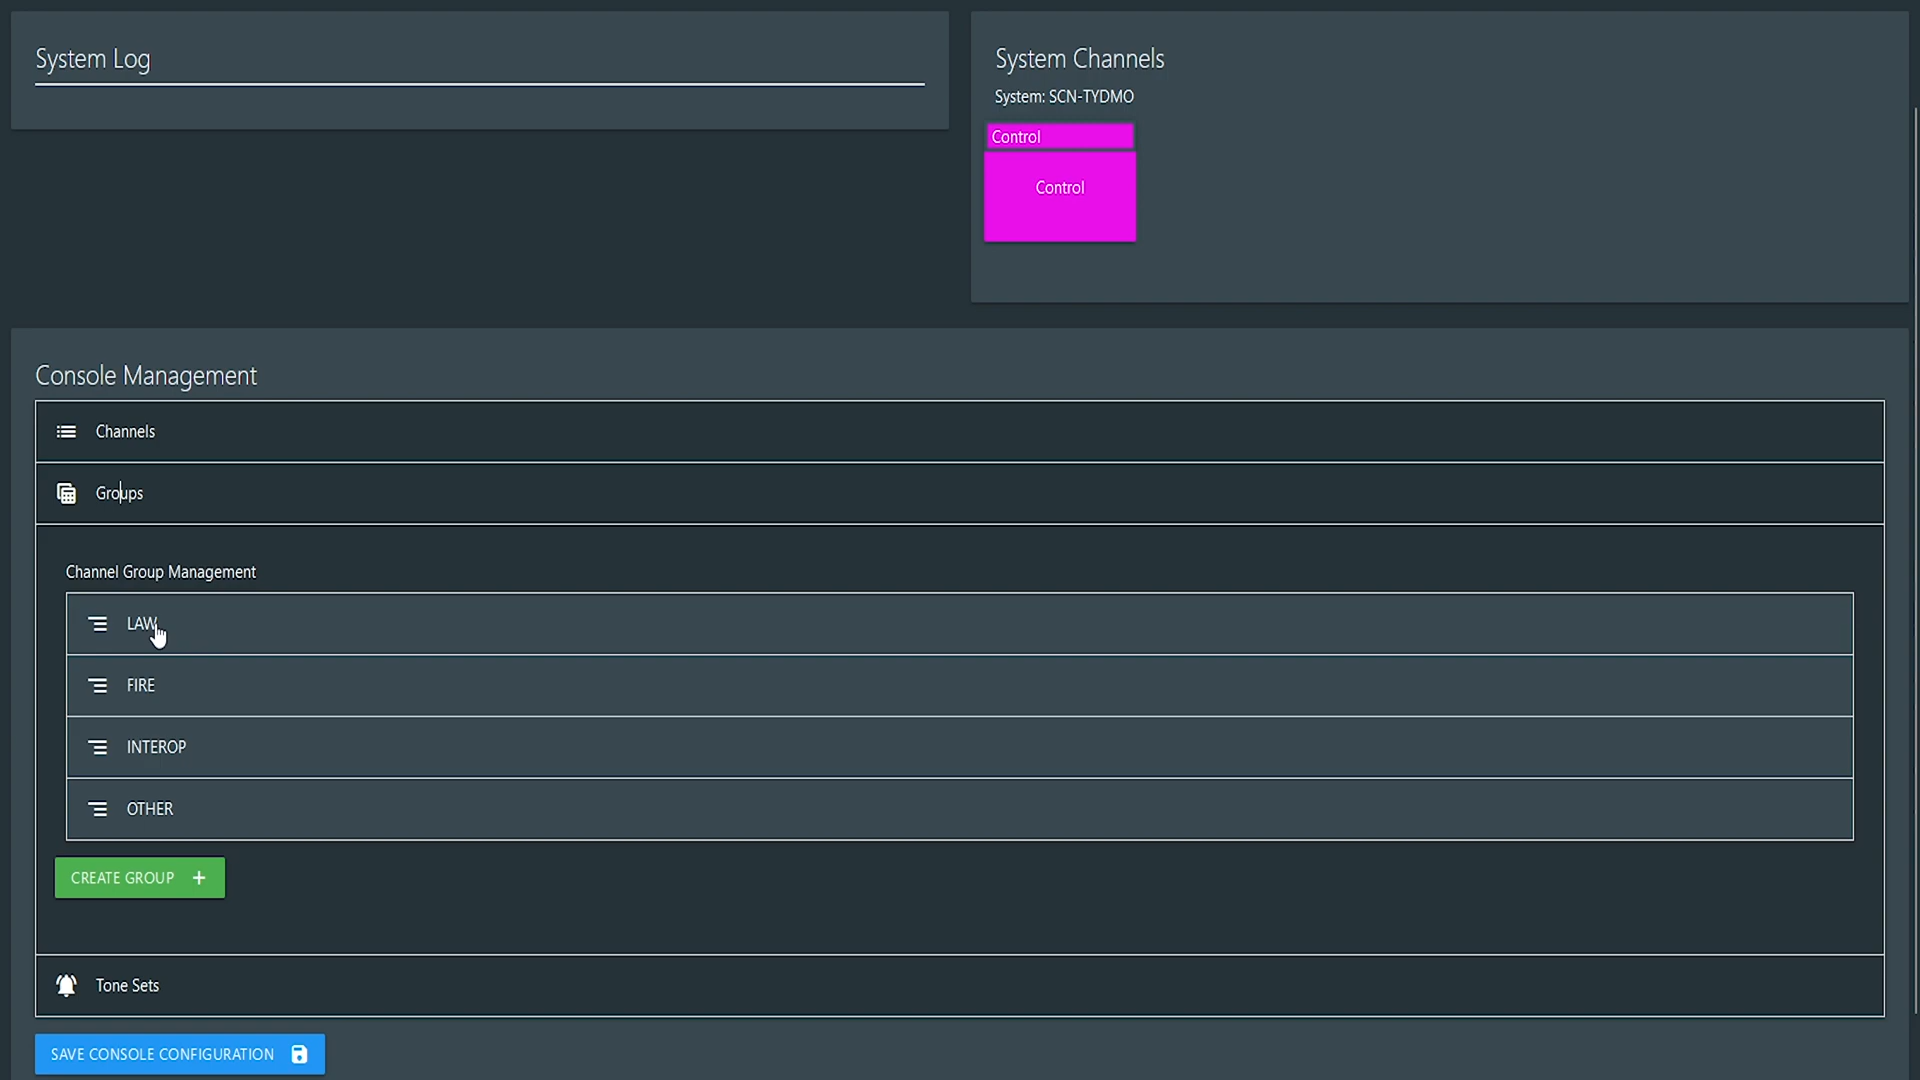 System Log
System Channels
System: SCN-TYDMO
Control
Control
Console Management
Channels
Groups
Channel Group Management
LAW
FIRE
INTEROP
OTHER
CREATE GROUP +
Tone Sets
SAVE CONSOLE CONFIGURATION